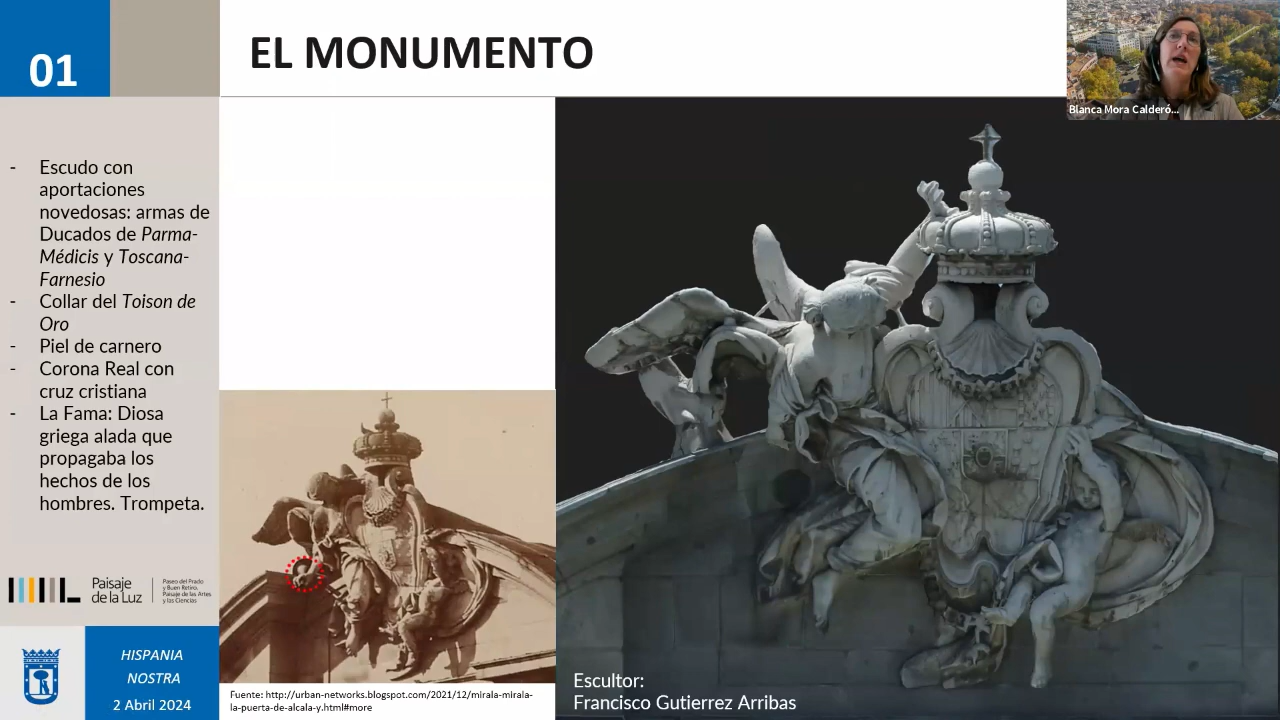 01
EL MONUMENTO
Blanca Mora Calderó...
- Escudo con
aportaciones
novedosas: armas de
Ducados de Parma-
Médicis y Toscana-
Farnesio
- Collar del Toison de
Oro
- Piel de carnero
- Corona Real con
cruz cristiana
- La Fama: Diosa
griega alada que
propagaba los
hechos de los
hombres. Trompeta.
Paisaje
de la Luz
Paseo del Prado
y Buen Retiro.
Paisaje de las Artes
y las Ciencias
HISPANIA
NOSTRA
2 Abril 2024
Fuente: http://urban-networks.blogspot.com/2021/12/mirala-mirala-
la-puerta-de-alcala-y.html#more
Escultor:
Francisco Gutierrez Arribas